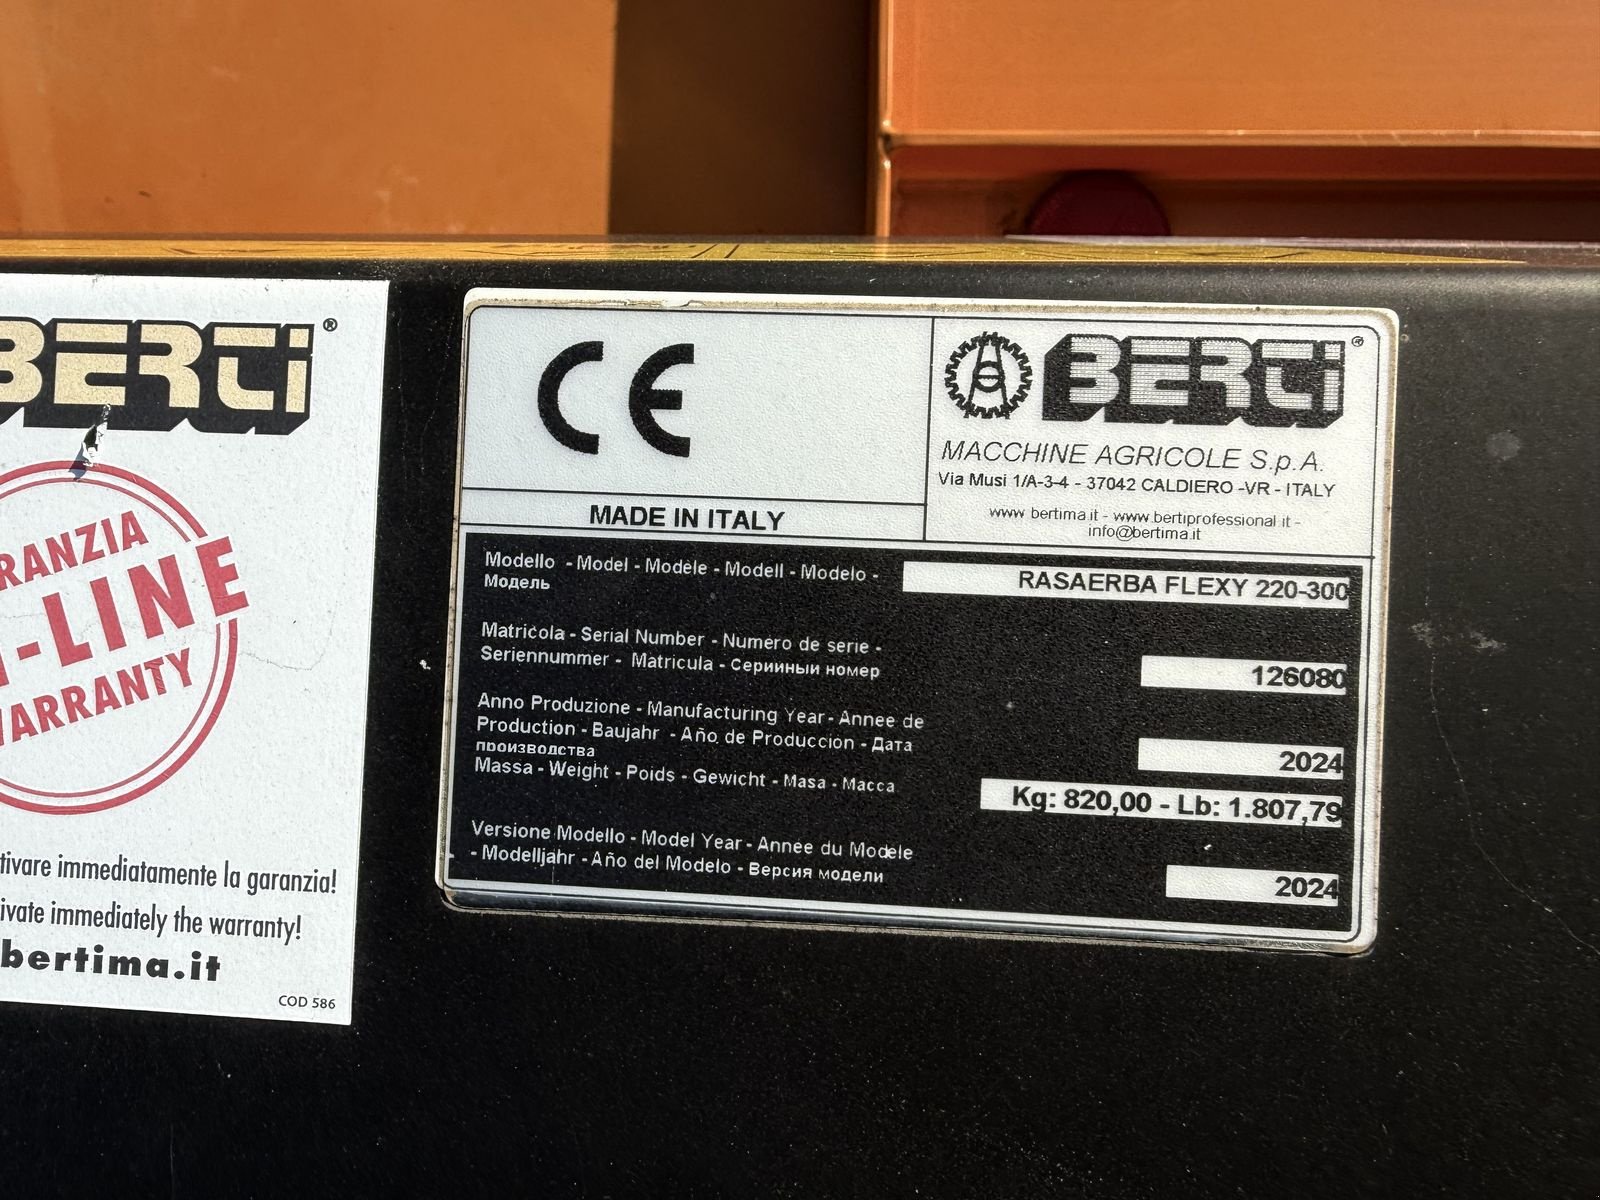 BERTI ®
ARANZIA
-LINE
WARRANTY
tivare immediatamente la garanzia!
ivate immediately the warranty!
bertima.it
COD 586
CE
MADE IN ITALY
BERTI ®
MACCHINE AGRICOLE S.p.A.
Via Musi 1/A-3-4 - 37042 CALDIERO -VR - ITALY
www.bertima.it - www.bertiprofessional.it -
info@bertima.it
Modello - Model - Modèle - Modell - Modelo -
Модель
RASAERBA FLEXY 220-300
Matricola - Serial Number - Numero de serie -
Seriennummer - Matricula - Серийный номер
126080
Anno Produzione - Manufacturing Year - Annee de
Production - Baujahr - Año de Produccion - Дата
производства
2024
Massa - Weight - Poids - Gewicht - Masa - Масса
Kg: 820,00 - Lb: 1.807,79
Versione Modello - Model Year - Année du Modele
- Modelljahr - Año del Modelo - Версия модели
2024